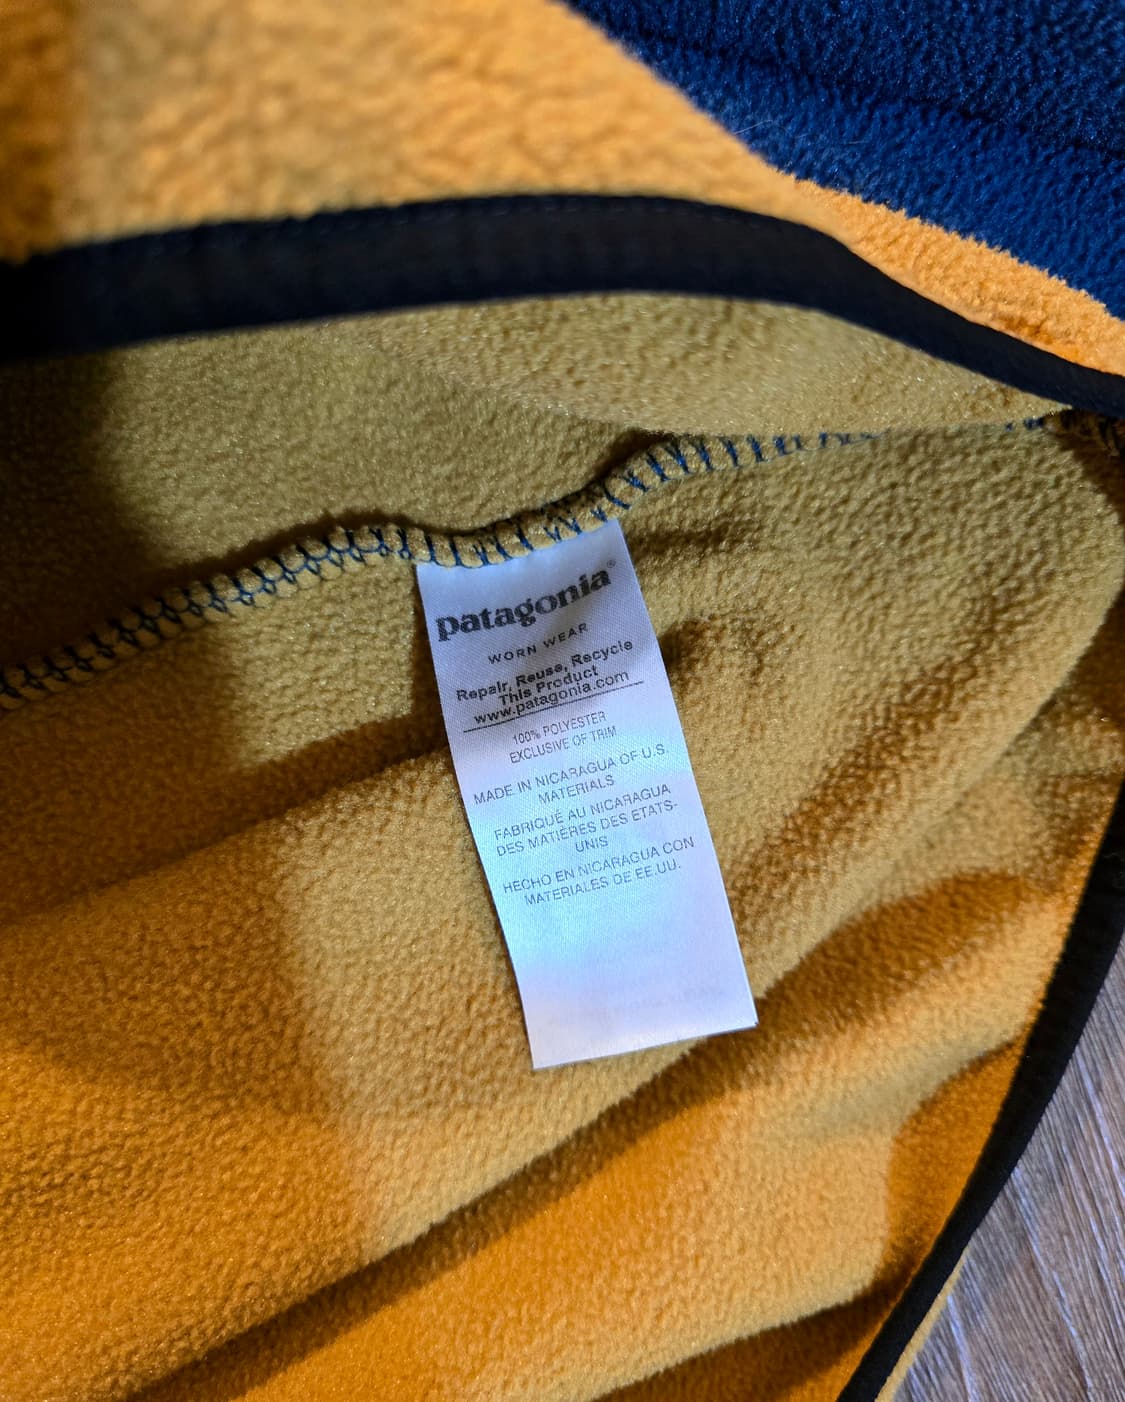 patagonia®
WORN WEAR
Repair, Reuse, Recycle
This Product
www.patagonia.com
100% POLYESTER
EXCLUSIVE OF TRIM
MADE IN NICARAGUA OF U.S.
MATERIALS
FABRIQUÉ AU NICARAGUA
DES MATIÈRES DES ETATS-
UNIS
HECHO EN NICARAGUA CON
MATERIALES DE EE.UU.